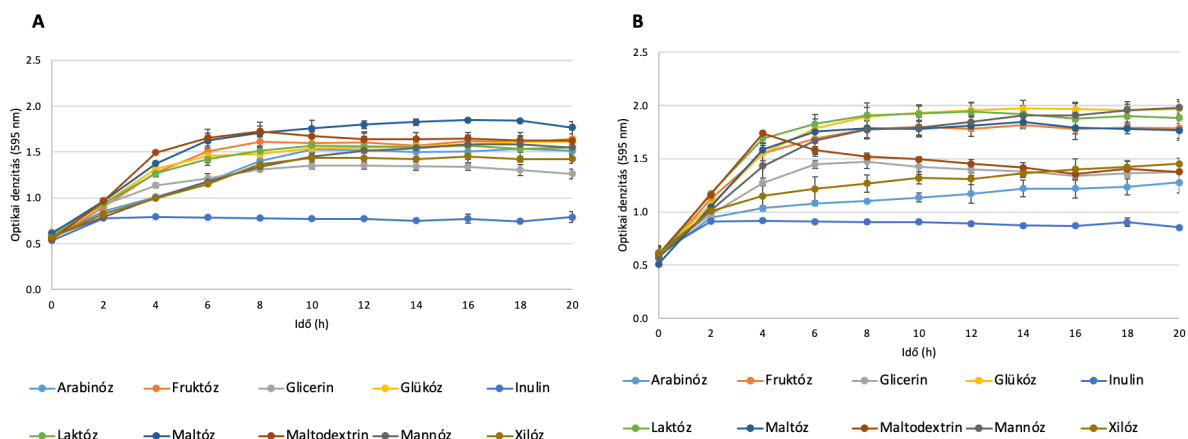 A
Optikai denzitás (595 nm)
2.5
2.0
1.5
1.0
0.5
0.0
0 2 4 6 8 10 12 14 16 18 20
Idő (h)
Arabinóz Fruktóz Glicerin Glükóz Inulin
Laktóz Maltóz Maltodextrin Mannóz Xilóz
B
Optikai denzitás (595 nm)
2.5
2.0
1.5
1.0
0.5
0.0
0 2 4 6 8 10 12 14 16 18 20
Idő (h)
Arabinóz Fruktóz Glicerin Glükóz Inulin
Laktóz Maltóz Maltodextrin Mannóz Xilóz